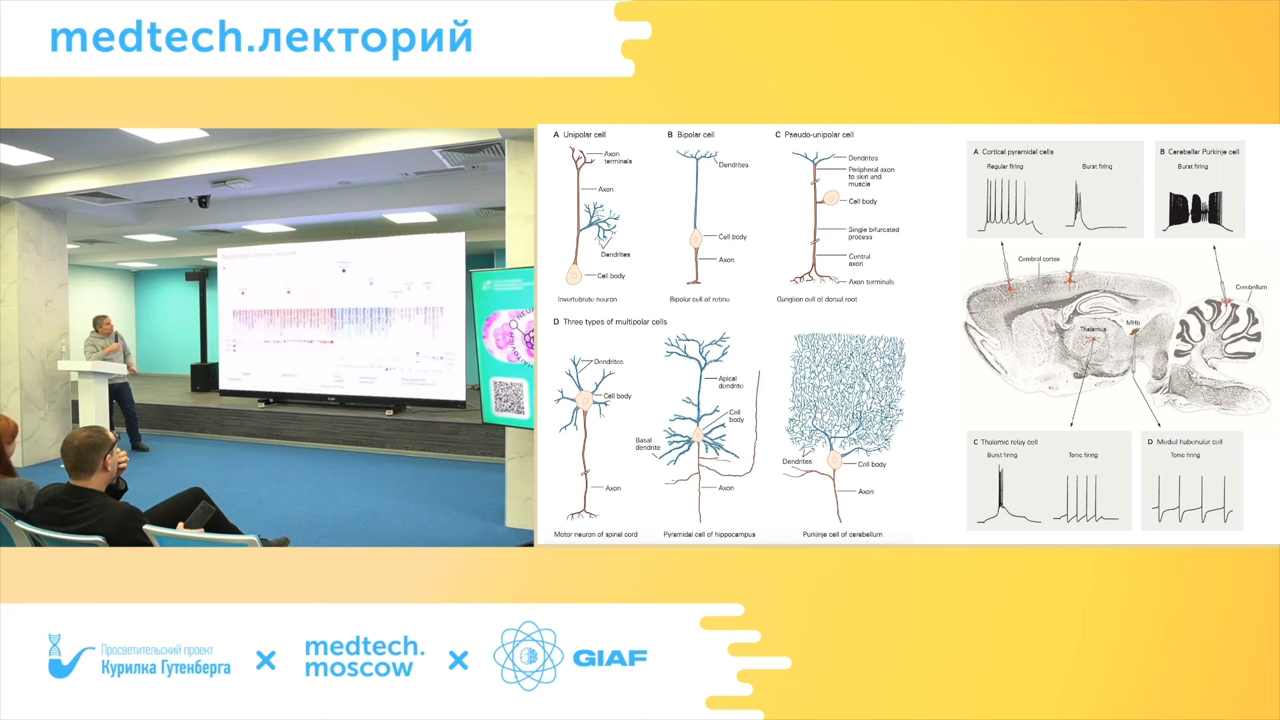 medtech.лекторий
A Unipolar cell
Axon
terminals
Axon
Dendrites
Cell body
Invertebrate neuron
B Bipolar cell
Dendrites
Cell body
Axon
Bipolar cell of retina
C Pseudo-unipolar cell
Dendrites
Peripheral axon
to skin and
muscle
Cell body
Single bifurcated
process
Central
axon
Axon terminals
Ganglion cell of dorsal root
D Three types of multipolar cells
Dendrites
Cell body
Axon
Motor neuron of spinal cord
Apical
dendrite
Cell
body
Basal
dendrite
Axon
Pyramidal cell of hippocampus
Dendrites
Cell body
Axon
Purkinje cell of cerebellum
A Cortical pyramidal cells
Regular firing
Burst firing
B Cerebellar Purkinje cell
Burst firing
Cerebral cortex
Cerebellum
Thalamus
MHb
C Thalamic relay cell
Burst firing
Tonic firing
D Medial habenular cell
Tonic firing
Просветительский проект
Курилка Гутенберга
×
medtech.
moscow
×
GIAF